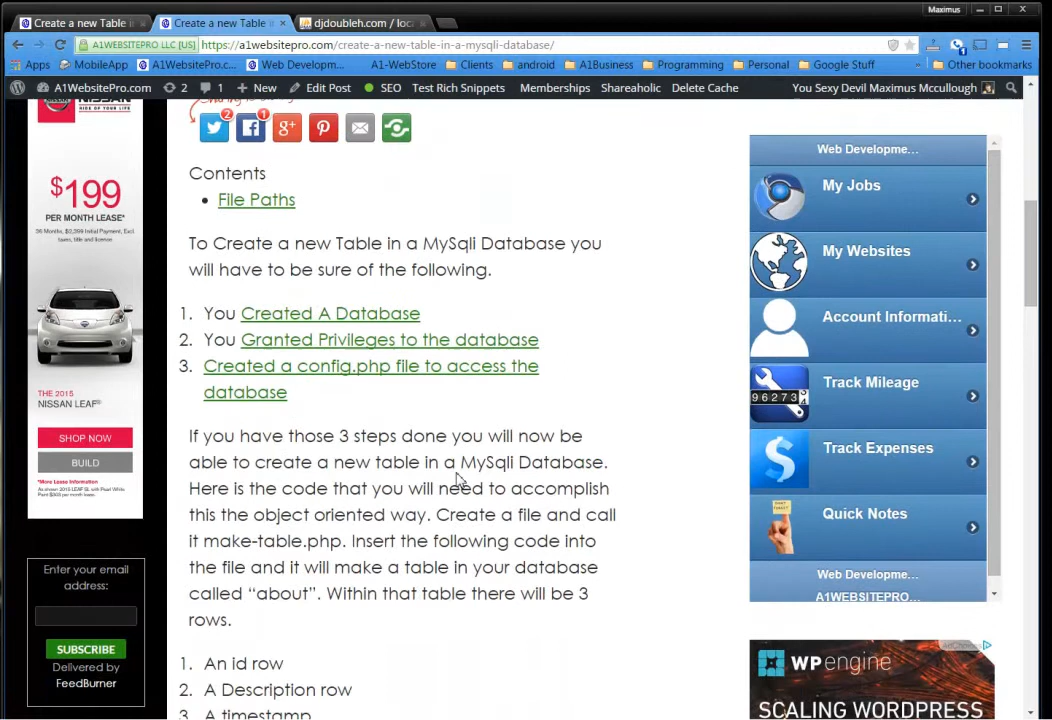 Maximus
Create a new Table i
Create a new Table i
djdoubleh.com / loca
A1WEBSITEPRO LLC [US]
https://a1websitepro.com/create-a-new-table-in-a-mysqli-database/
Apps
MobileApp
A1WebsitePro.c...
Web Developm...
A1-WebStore
Clients
android
A1Business
Programming
Personal
Google Stuff
»
Other bookmarks
A1WebsitePro.com
2
1
New
Edit Post
SEO
Test Rich Snippets
Memberships
Shareaholic
Delete Cache
You Sexy Devil Maximus Mccullough
NISSAN
$199
PER MONTH LEASE*
THE 2015
NISSAN LEAF®
SHOP NOW
BUILD
*More Lease Information
Enter your email
address:
SUBSCRIBE
Delivered by
FeedBurner
2
1
Contents
• File Paths
To Create a new Table in a MySqli Database you
will have to be sure of the following.
1. You Created A Database
2. You Granted Privileges to the database
3. Created a config.php file to access the
database
If you have those 3 steps done you will now be
able to create a new table in a MySqli Database.
Here is the code that you will need to accomplish
this the object oriented way. Create a file and call
it make-table.php. Insert the following code into
the file and it will make a table in your database
called “about”. Within that table there will be 3
rows.
1. An id row
2. A Description row
3. A timestamp
Web Developme...
My Jobs
My Websites
Account Informati...
Track Mileage
96273
Track Expenses
Quick Notes
Web Developme...
A1WEBSITEPRO...
AdChoices
WP engine
SCALING WORDPRESS